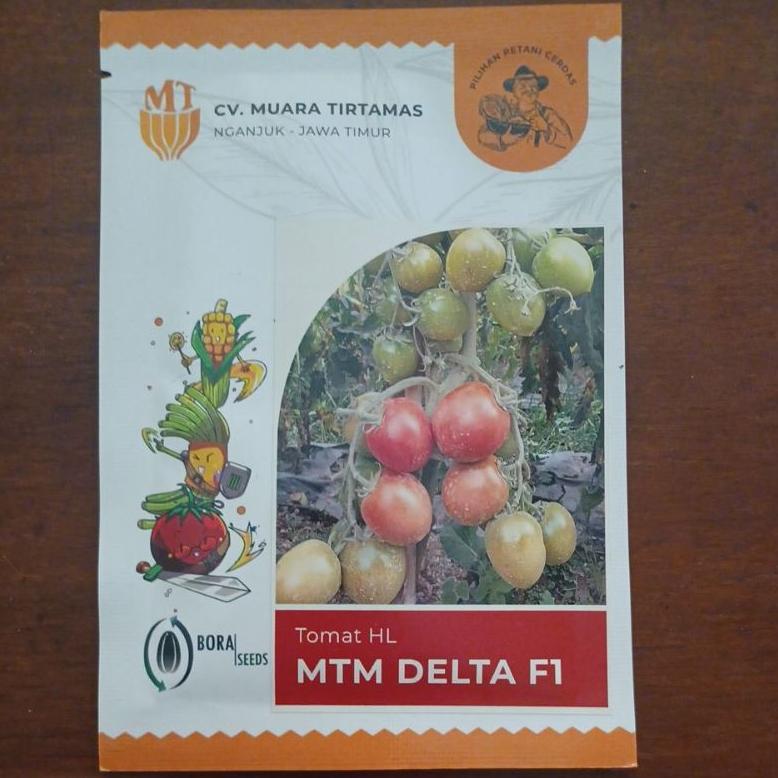 MT
CV. MUARA TIRTAMAS
NGANJUK - JAWA TIMUR
PILIHAN PETANI CERDAS
BORA SEEDS
Tomat HL
MTM DELTA F1